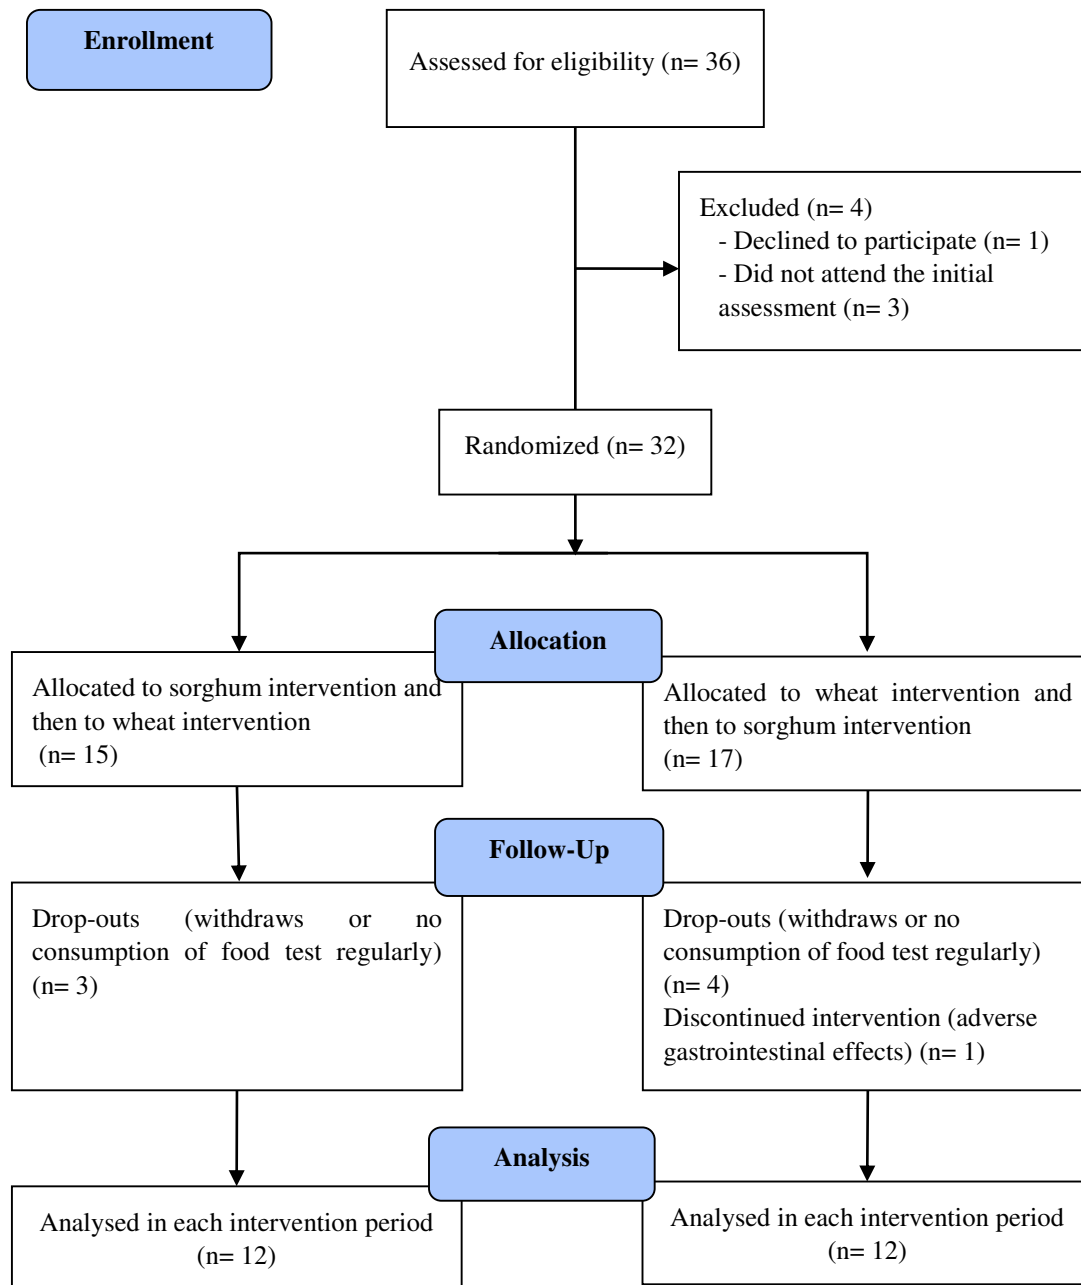 Enrollment
Assessed for eligibility (n= 36)
Excluded (n= 4)
- Declined to participate (n= 1)
- Did not attend the initial
assessment (n= 3)
Randomized (n= 32)
Allocation
Allocated to sorghum intervention and
then to wheat intervention
(n= 15)
Allocated to wheat intervention and
then to sorghum intervention
(n= 17)
Follow-Up
Drop-outs (withdraws or no
consumption of food test regularly)
(n= 3)
Drop-outs (withdraws or no
consumption of food test regularly)
(n= 4)
Discontinued intervention (adverse
gastrointestinal effects) (n= 1)
Analysis
Analysed in each intervention period
(n= 12)
Analysed in each intervention period
(n= 12)